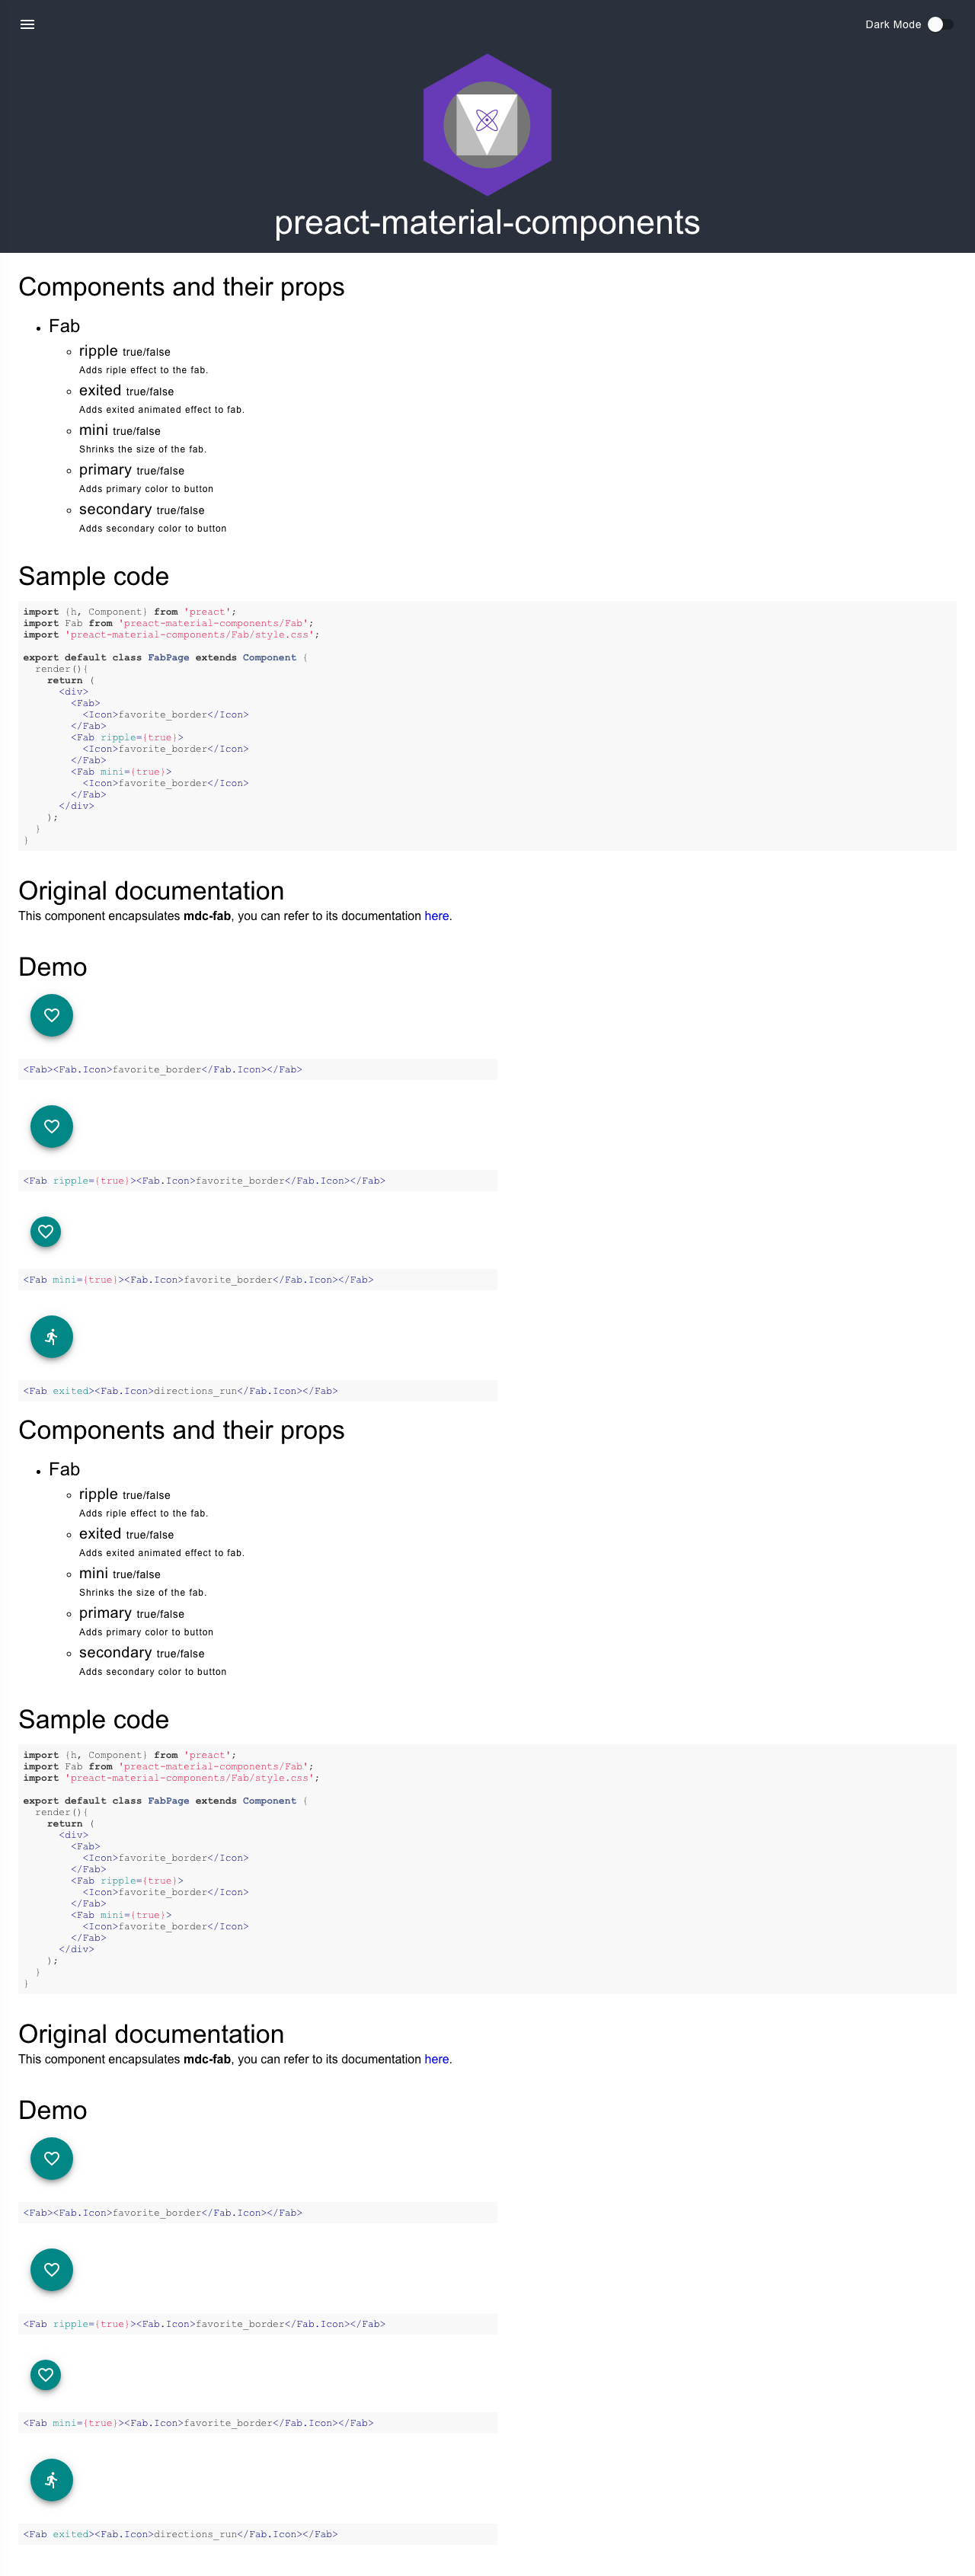 Dark Mode
preact-material-components
Components and their props
Fab
ripple true/false
Adds riple effect to the fab.
exited true/false
Adds exited animated effect to fab.
mini true/false
Shrinks the size of the fab.
primary true/false
Adds primary color to button
secondary true/false
Adds secondary color to button
Sample code
import {h, Component} from 'preact';
import Fab from 'preact-material-components/Fab';
import 'preact-material-components/Fab/style.css';
export default class FabPage extends Component {
render(){
return (
<div>
<Fab>
<Icon>favorite_border</Icon>
</Fab>
<Fab ripple={true}>
<Icon>favorite_border</Icon>
</Fab>
<Fab mini={true}>
<Icon>favorite_border</Icon>
</Fab>
</div>
);
}
}
Original documentation
This component encapsulates mdc-fab, you can refer to its documentation here.
Demo
<Fab><Fab.Icon>favorite_border</Fab.Icon></Fab>
<Fab ripple={true}><Fab.Icon>favorite_border</Fab.Icon></Fab>
<Fab mini={true}><Fab.Icon>favorite_border</Fab.Icon></Fab>
<Fab exited><Fab.Icon>directions_run</Fab.Icon></Fab>
Components and their props
Fab
ripple true/false
Adds riple effect to the fab.
exited true/false
Adds exited animated effect to fab.
mini true/false
Shrinks the size of the fab.
primary true/false
Adds primary color to button
secondary true/false
Adds secondary color to button
Sample code
import {h, Component} from 'preact';
import Fab from 'preact-material-components/Fab';
import 'preact-material-components/Fab/style.css';
export default class FabPage extends Component {
render(){
return (
<div>
<Fab>
<Icon>favorite_border</Icon>
</Fab>
<Fab ripple={true}>
<Icon>favorite_border</Icon>
</Fab>
<Fab mini={true}>
<Icon>favorite_border</Icon>
</Fab>
</div>
);
}
}
Original documentation
This component encapsulates mdc-fab, you can refer to its documentation here.
Demo
<Fab><Fab.Icon>favorite_border</Fab.Icon></Fab>
<Fab ripple={true}><Fab.Icon>favorite_border</Fab.Icon></Fab>
<Fab mini={true}><Fab.Icon>favorite_border</Fab.Icon></Fab>
<Fab exited><Fab.Icon>directions_run</Fab.Icon></Fab>